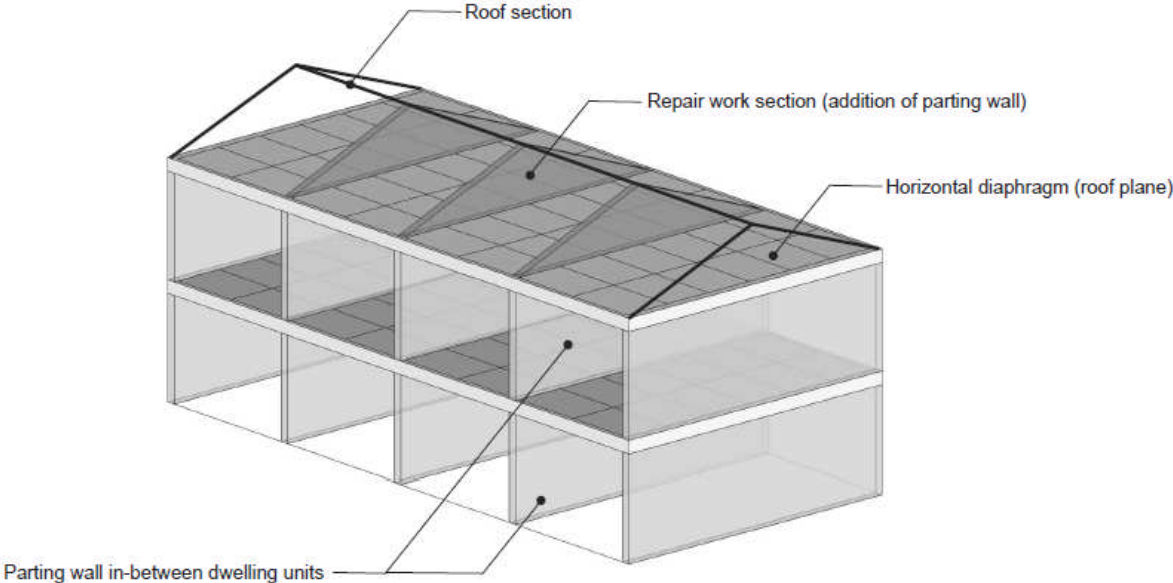 Roof section
Repair work section (addition of parting wall)
Horizontal diaphragm (roof plane)
Parting wall in-between dwelling units